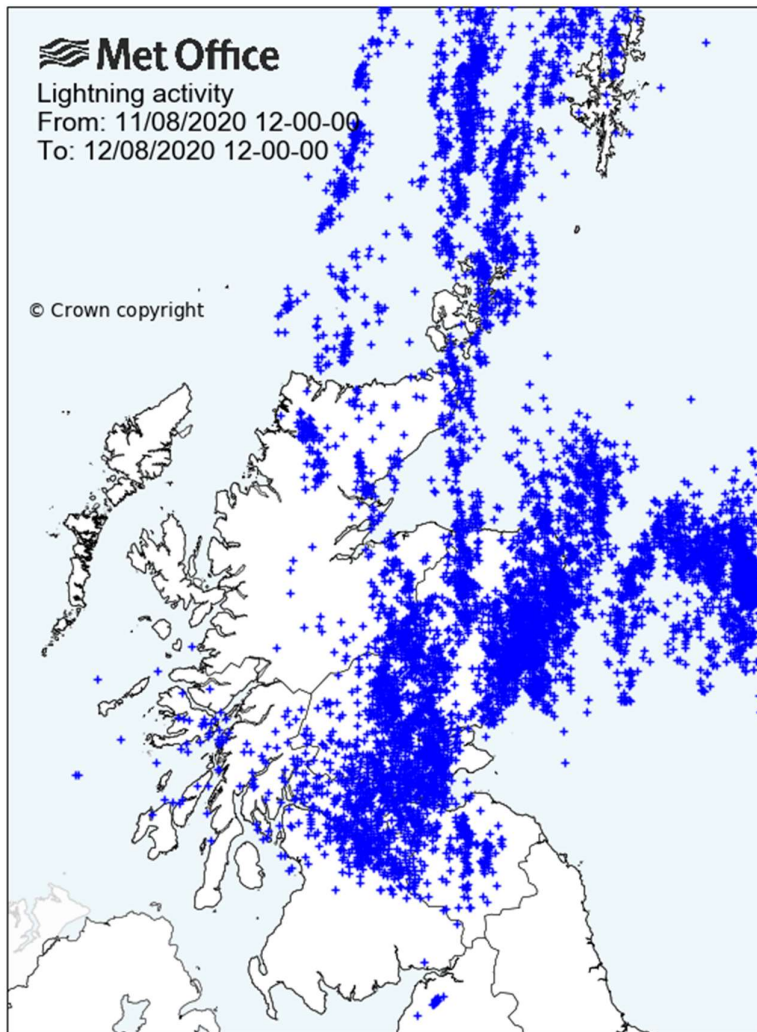 Met Office
Lightning activity
From: 11/08/2020 12-00-00
To: 12/08/2020 12-00-00
© Crown copyright